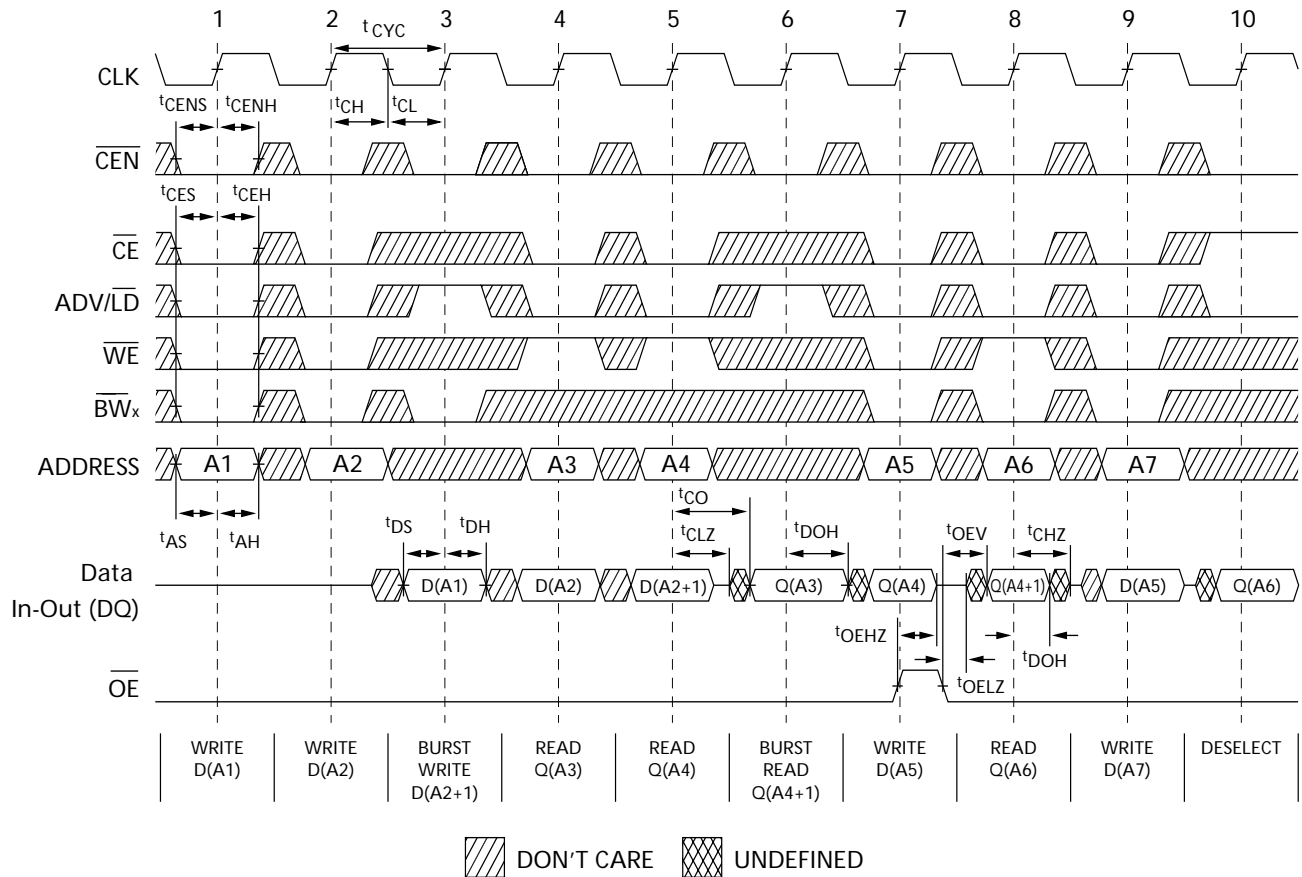 1 2 3 4 5 6 7 8 9 10
tCYC
CLK
tCENS tCENH tCH tCL
CEN
tCES tCEH
CE
ADV/LD
WE
BWx
ADDRESS A1 A2 A3 A4 A5 A6 A7
tCO
tAS tAH tDS tDH tCLZ tDOH tOEV tCHZ
Data
In-Out (DQ)
D(A1) D(A2) D(A2+1) Q(A3) Q(A4) Q(A4+1) D(A5) Q(A6)
tOEHZ tDOH
tOELZ
OE
WRITE
D(A1)
WRITE
D(A2)
BURST
WRITE
D(A2+1)
READ
Q(A3)
READ
Q(A4)
BURST
READ
Q(A4+1)
WRITE
D(A5)
READ
Q(A6)
WRITE
D(A7)
DESELECT
DON'T CARE UNDEFINED